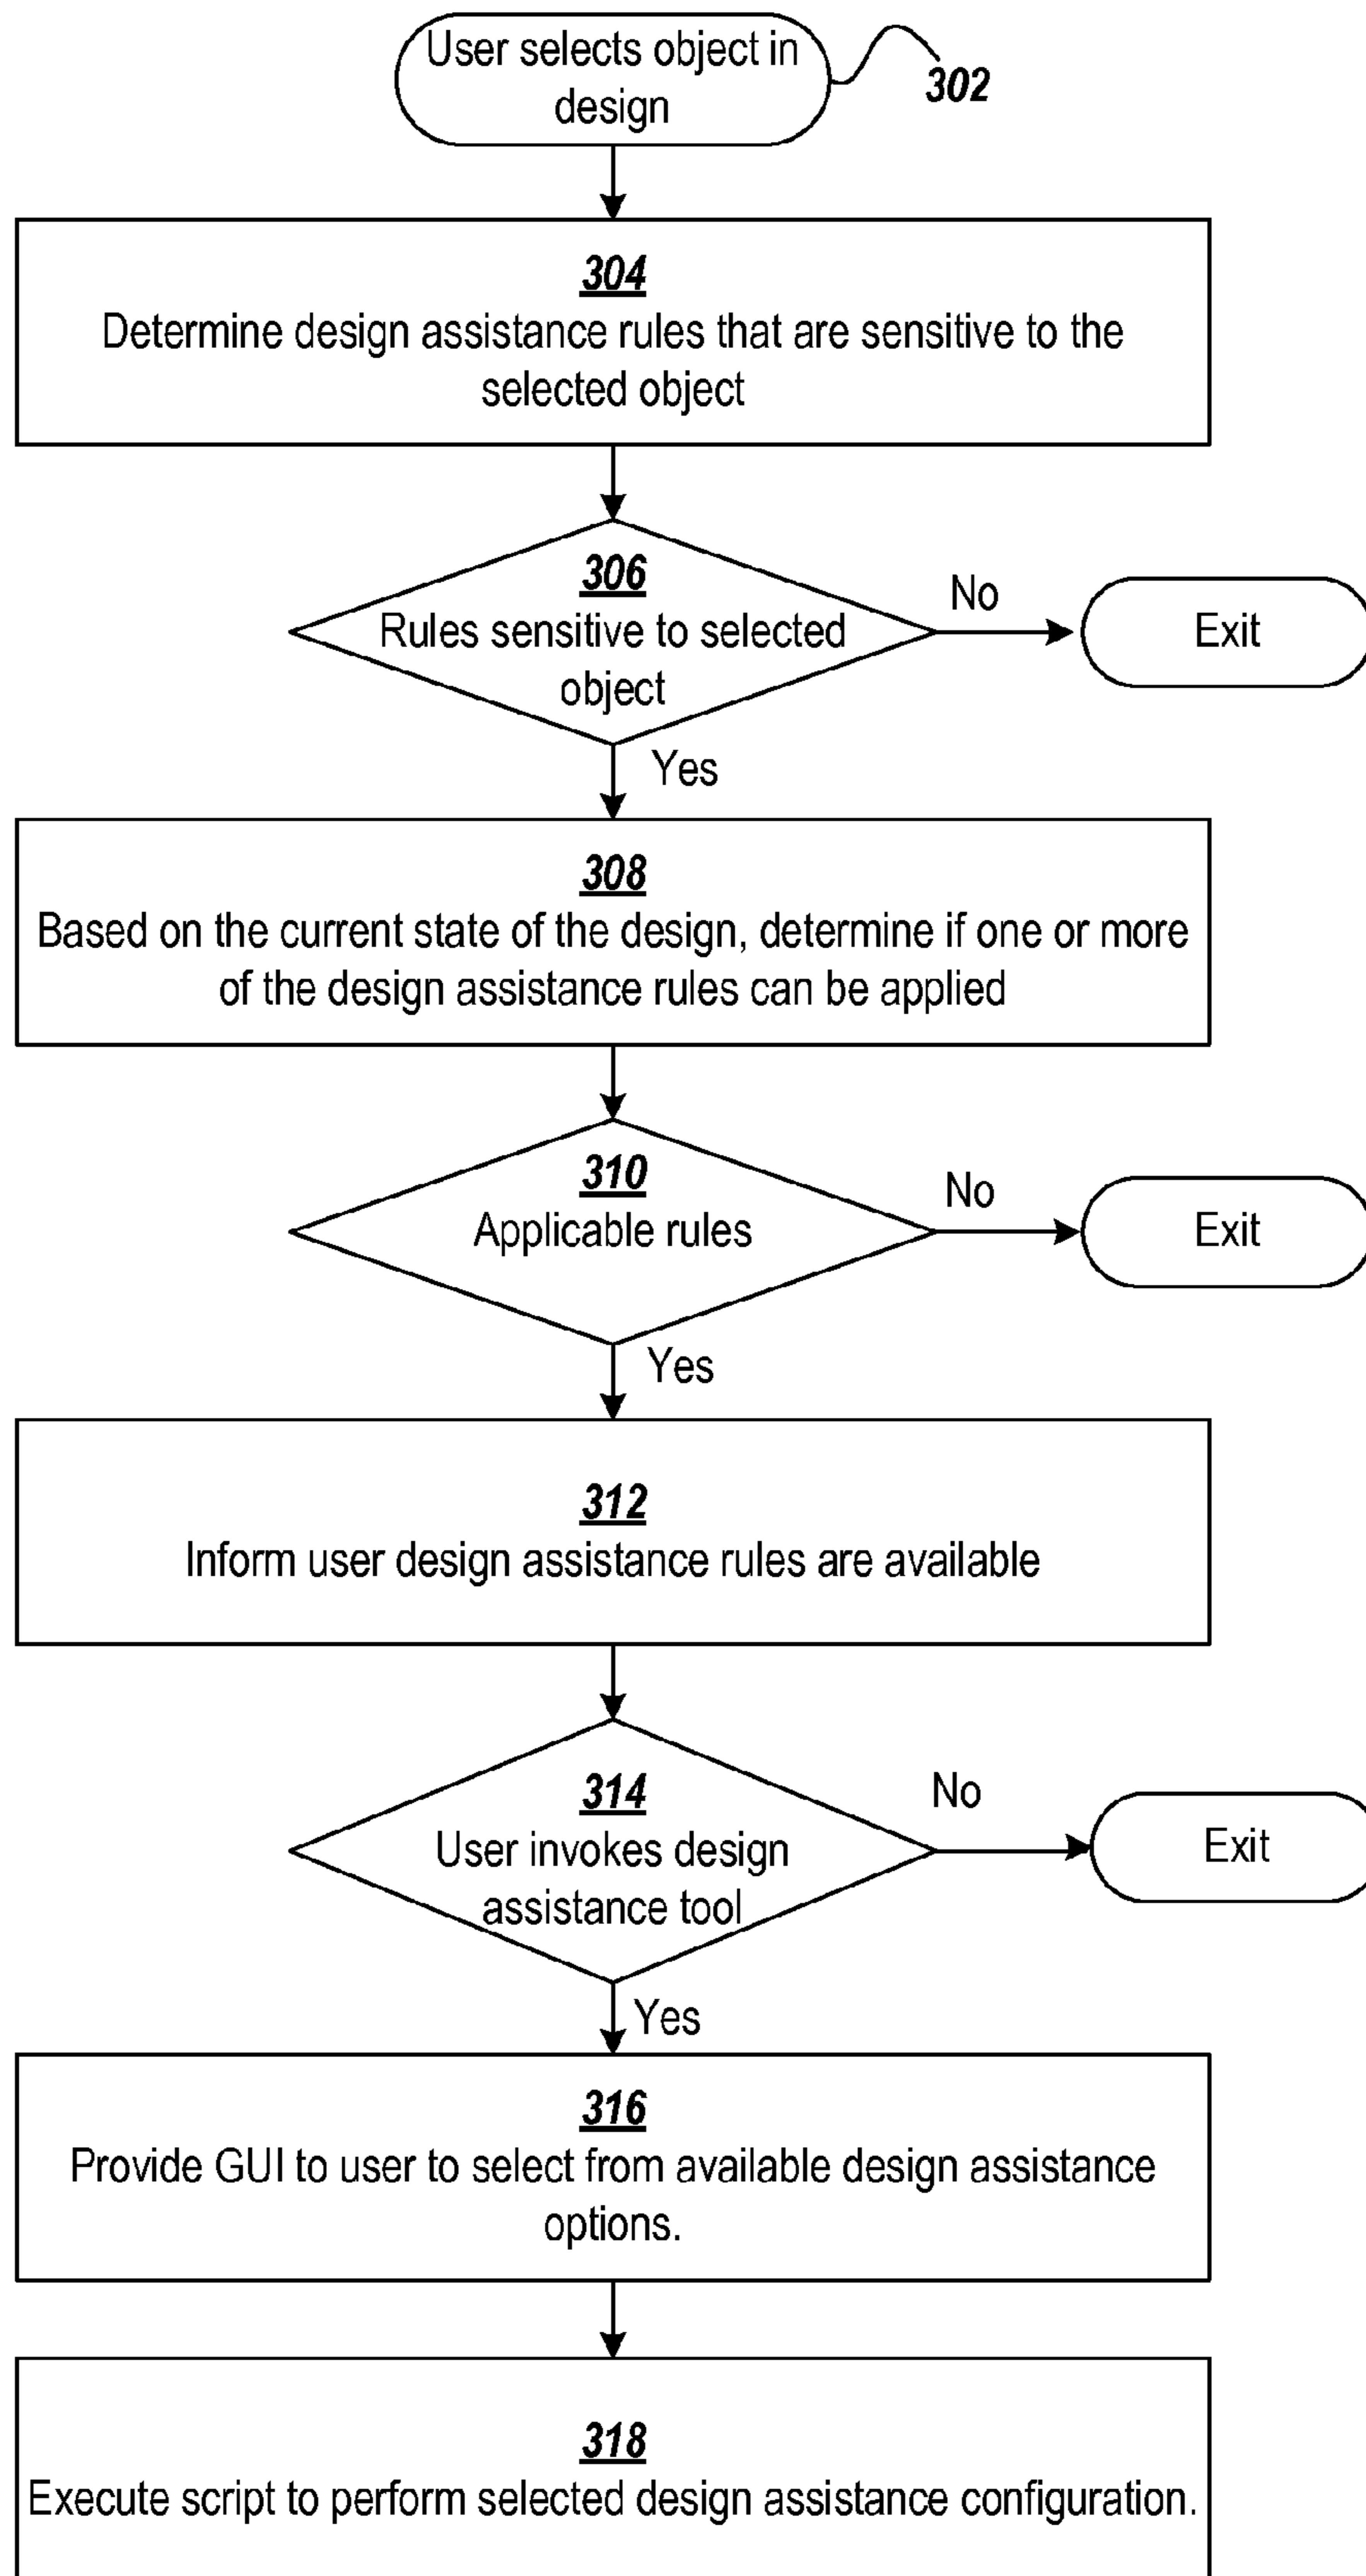 User selects object in
design
302
304
Determine design assistance rules that are sensitive to the
selected object
306
Rules sensitive to selected
object
No
Exit
Yes
308
Based on the current state of the design, determine if one or more
of the design assistance rules can be applied
310
Applicable rules
No
Exit
Yes
312
Inform user design assistance rules are available
314
User invokes design
assistance tool
No
Exit
Yes
316
Provide GUI to user to select from available design assistance
options.
318
Execute script to perform selected design assistance configuration.